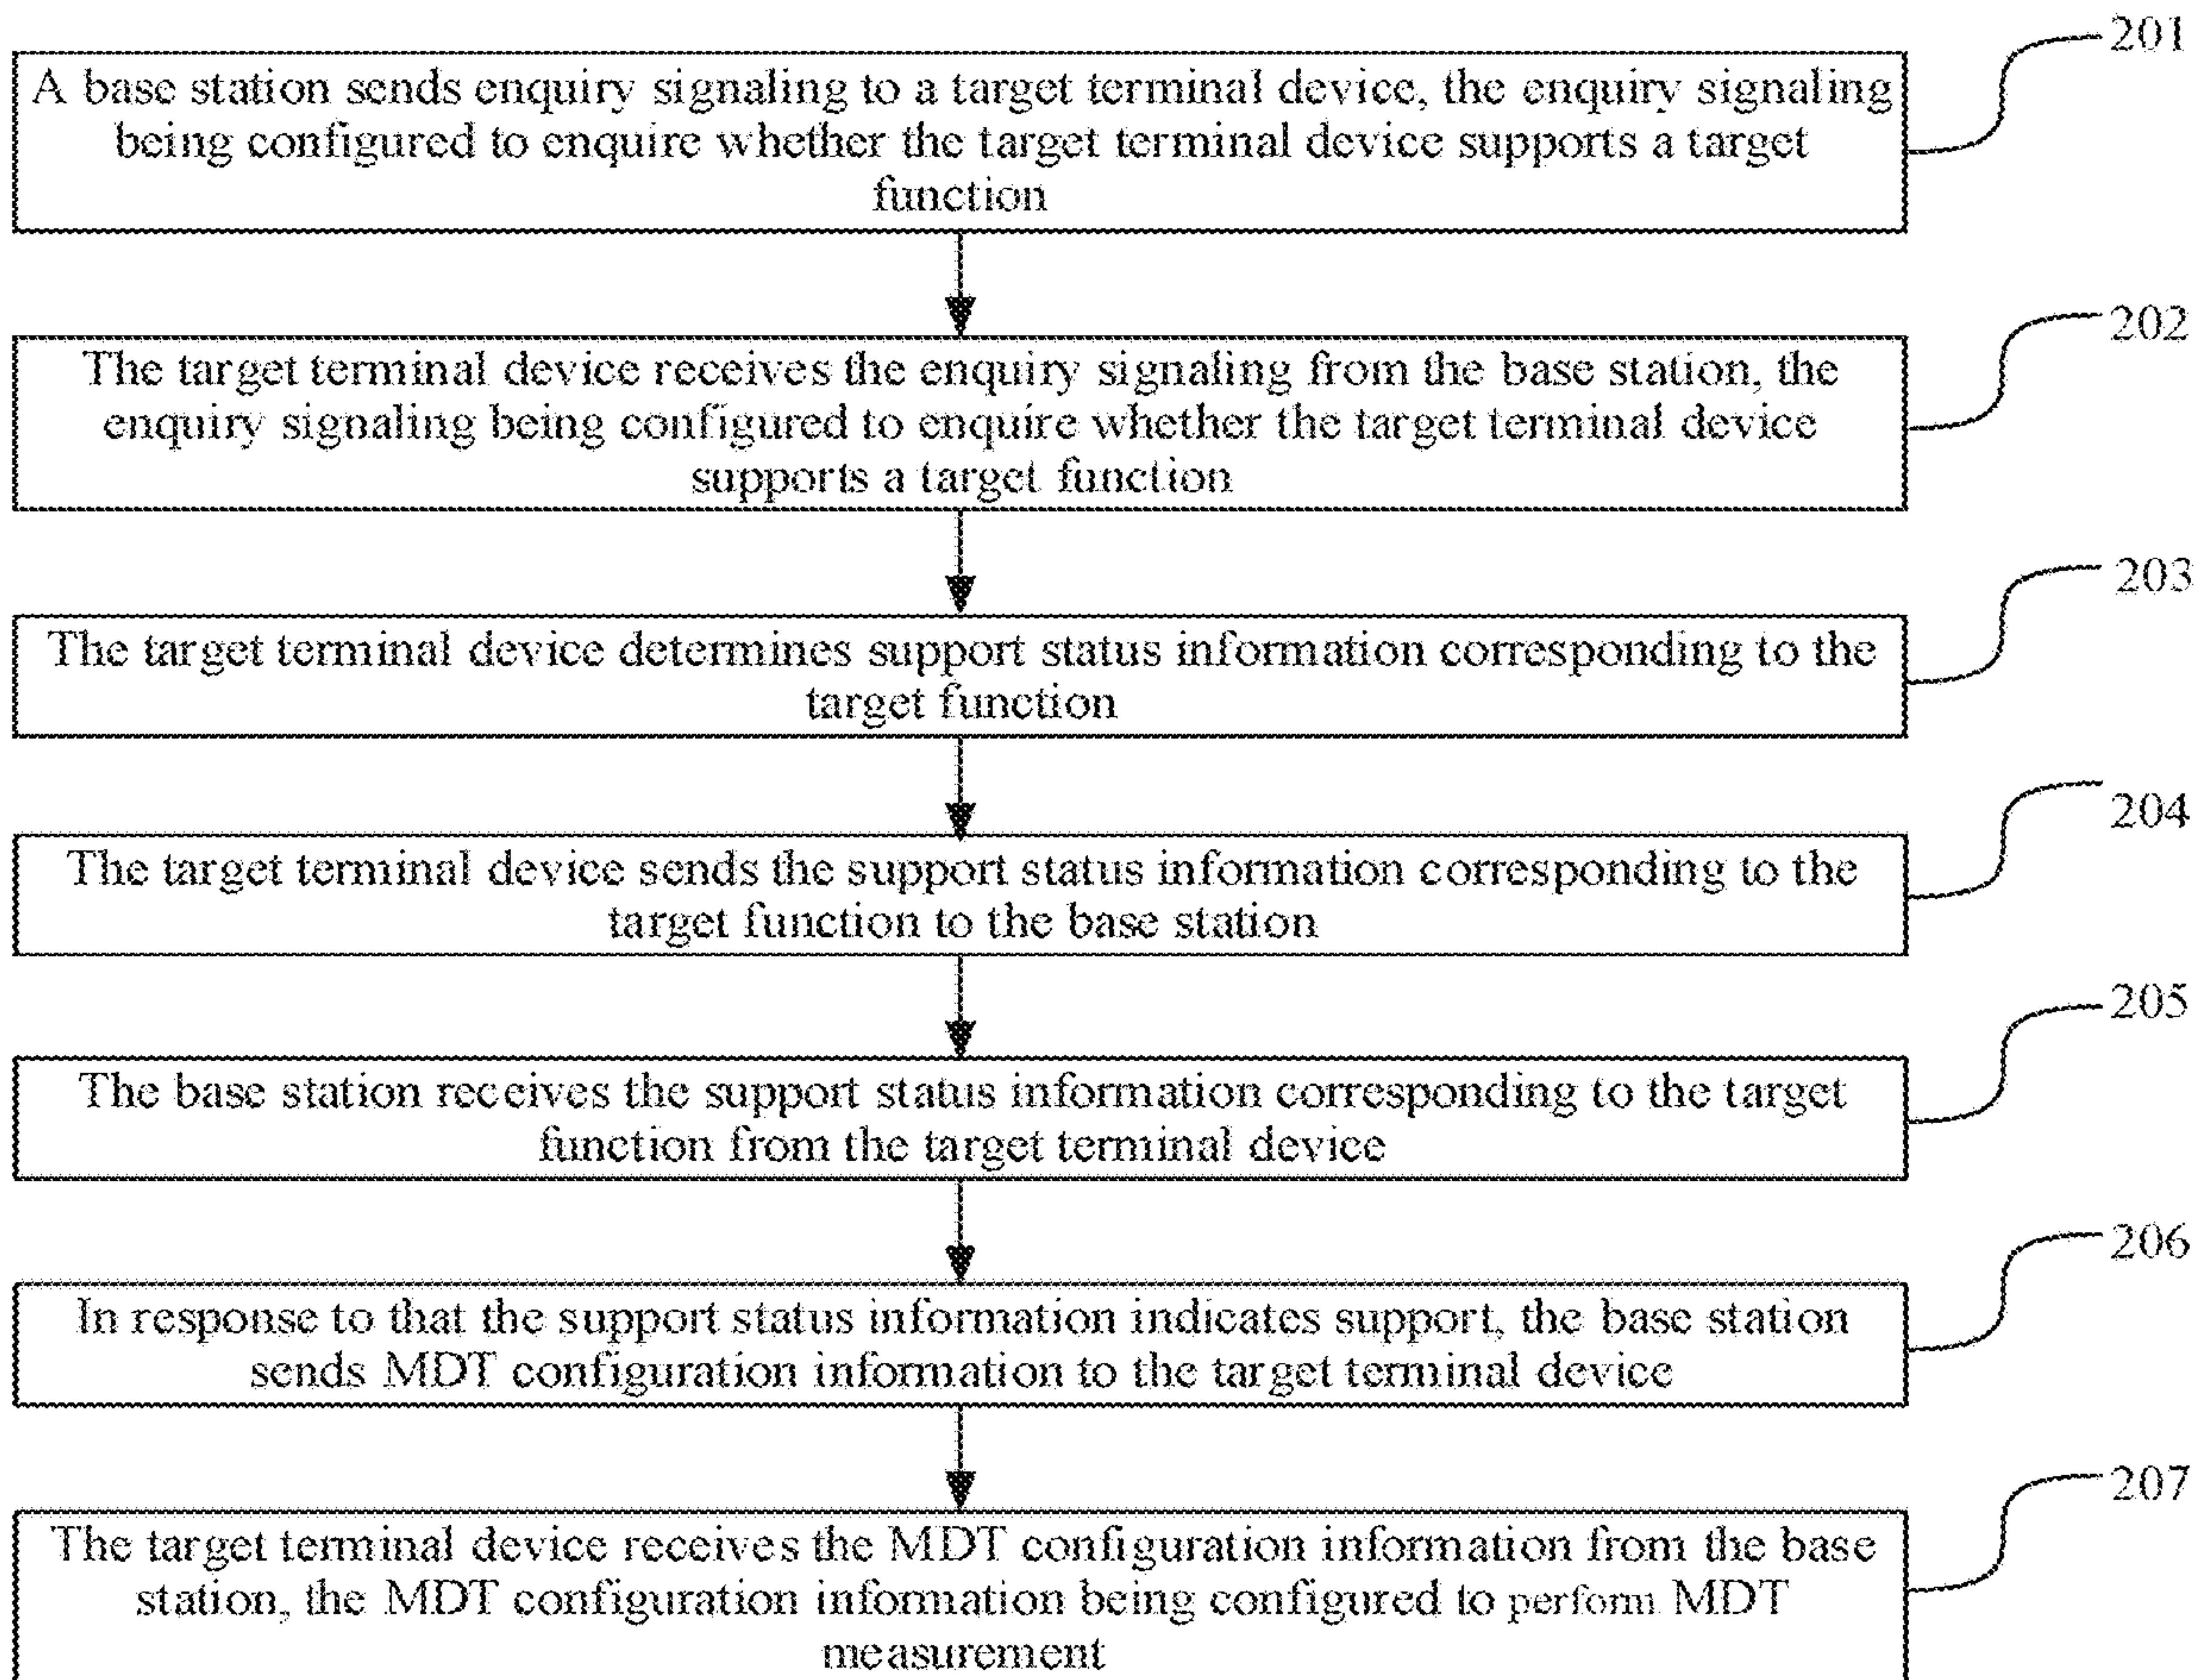 201
A base station sends enquiry signaling to a target terminal device, the enquiry signaling
being configured to enquire whether the target terminal device supports a target
function
202
The target terminal device receives the enquiry signaling from the base station, the
enquiry signaling being configured to enquire whether the target terminal device
supports a target function
203
The target terminal device determines support status information corresponding to the
target function
204
The target terminal device sends the support status information corresponding to the
target function to the base station
205
The base station receives the support status information corresponding to the target
function from the target terminal device
206
In response to that the support status information indicates support, the base station
sends MDT configuration information to the target terminal device
207
The target terminal device receives the MDT configuration information from the base
station, the MDT configuration information being configured to perform MDT
measurement